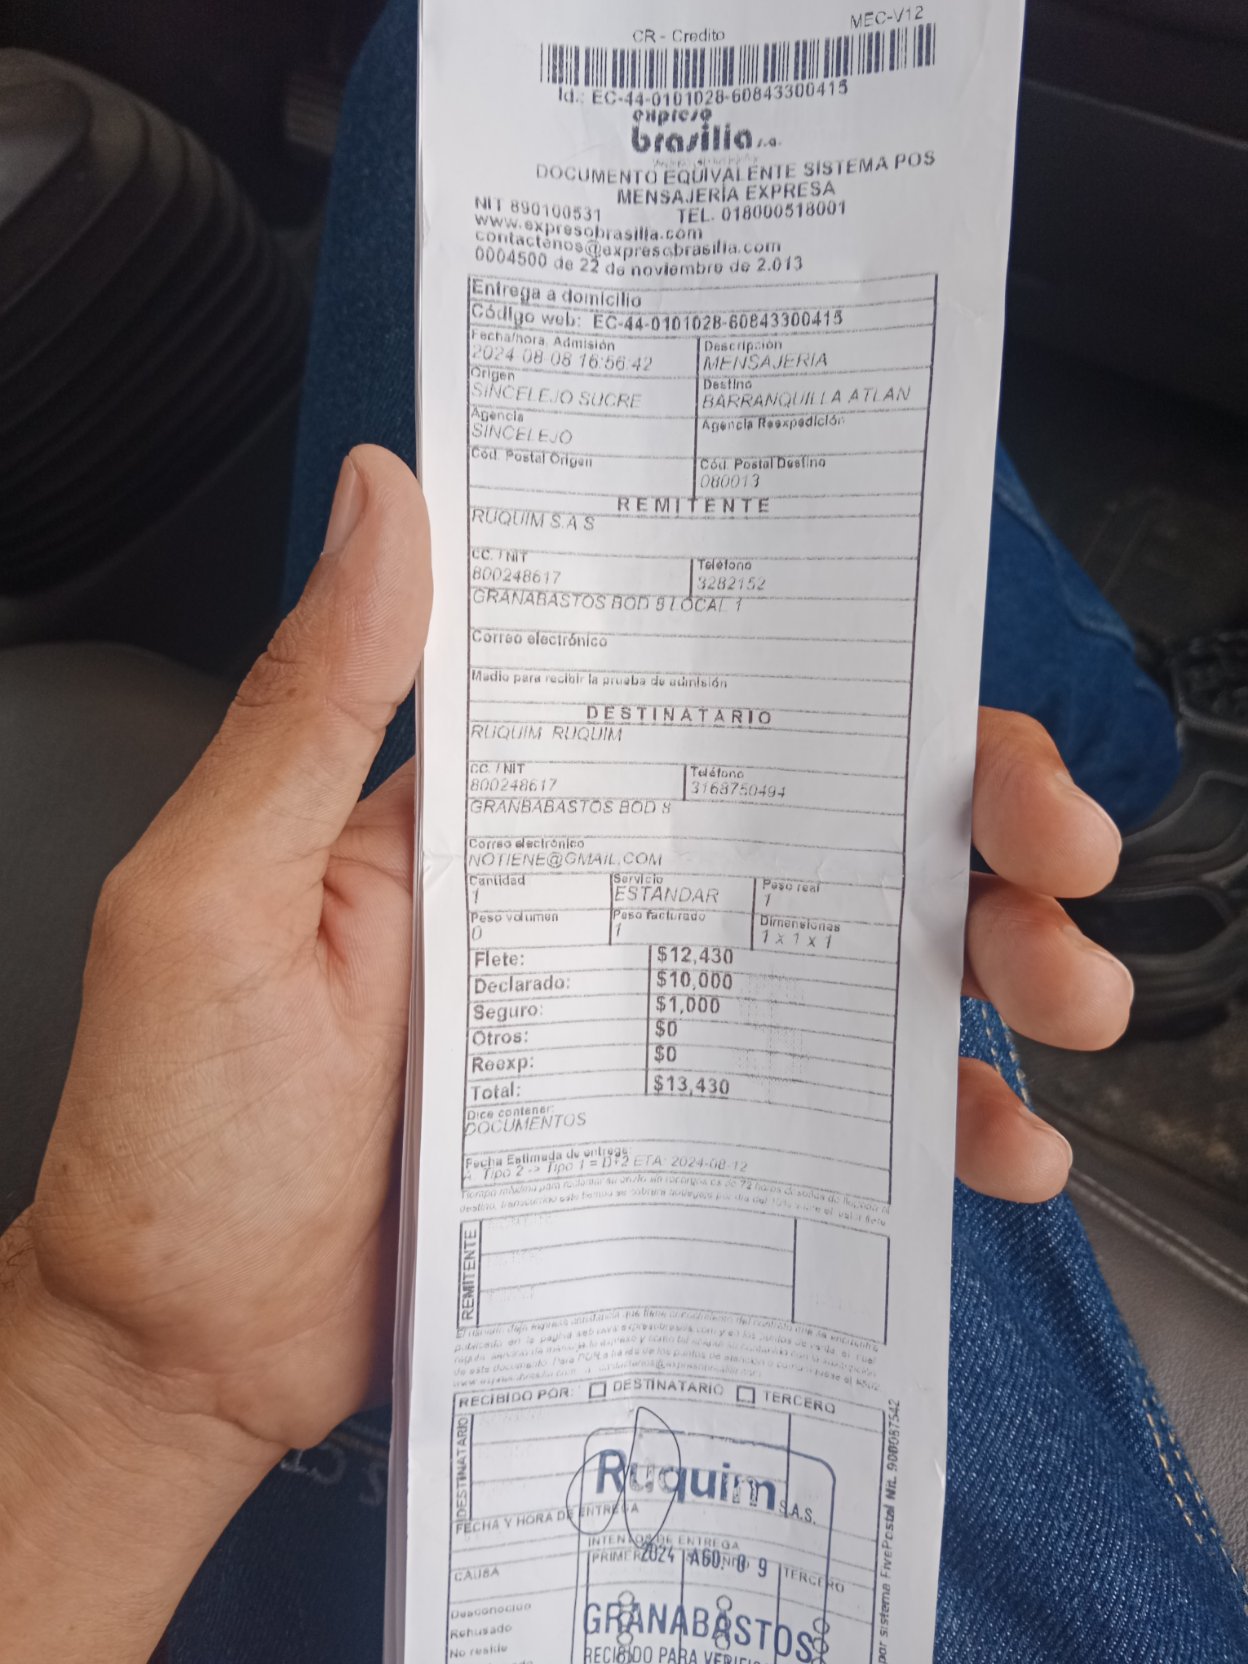 MEC-V12
CR - Credito
Id.: EC-44-0101028-60843300415
expreso
brasilia s.a.
DOCUMENTO EQUIVALENTE SISTEMA POS
MENSAJERÍA EXPRESA
NIT 890100531 TEL. 018000518001
www.expresobrasilia.com
contactenos@expresobrasilia.com
0004500 de 22 de noviembre de 2.013
Entrega a domicilio
Código web: EC-44-0101028-60843300415
Fecha/hora. Admisión Descripción
2024-08-08 16:56:42 MENSAJERIA
Origen Destino
SINCELEJO SUCRE BARRANQUILLA ATLAN
Agencia Agencia Reexpedición
SINCELEJO
Cód. Postal Origen Cód. Postal Destino
080013
REMITENTE
RUQUIM S.A S
CC. / NIT Teléfono
800248617 3282152
GRANABASTOS BOD 8 LOCAL 1
Correo electrónico
Medio para recibir la prueba de admisión
DESTINATARIO
RUQUIM RUQUIM
CC. / NIT Teléfono
800248617 3168750494
GRANBABASTOS BOD 8
Correo electrónico
NOTIENE@GMAIL.COM
Cantidad Servicio Peso real
1 ESTANDAR 1
Peso volumen Peso facturado Dimensiones
0 1 1 x 1 x 1
Flete: $12,430
Declarado: $10,000
Seguro: $1,000
Otros: $0
Reexp: $0
Total: $13,430
Dice contener:
DOCUMENTOS
Fecha Estimada de entrega
Tipo 2 -> Tipo 1 = D+2 ETA: 2024-08-12
REMITENTE
RECIBIDO POR: DESTINATARIO TERCERO
DESTINATARIO
Ruquim S.A.S.
FECHA Y HORA DE ENTREGA
INTENTOS DE ENTREGA
2024 AGO. 09
CAUSA TERCERO
Desconocido
Rehusado
No reside
GRANABASTOS
RECIBIDO PARA
por sistema FivePostal Nit. 900087542